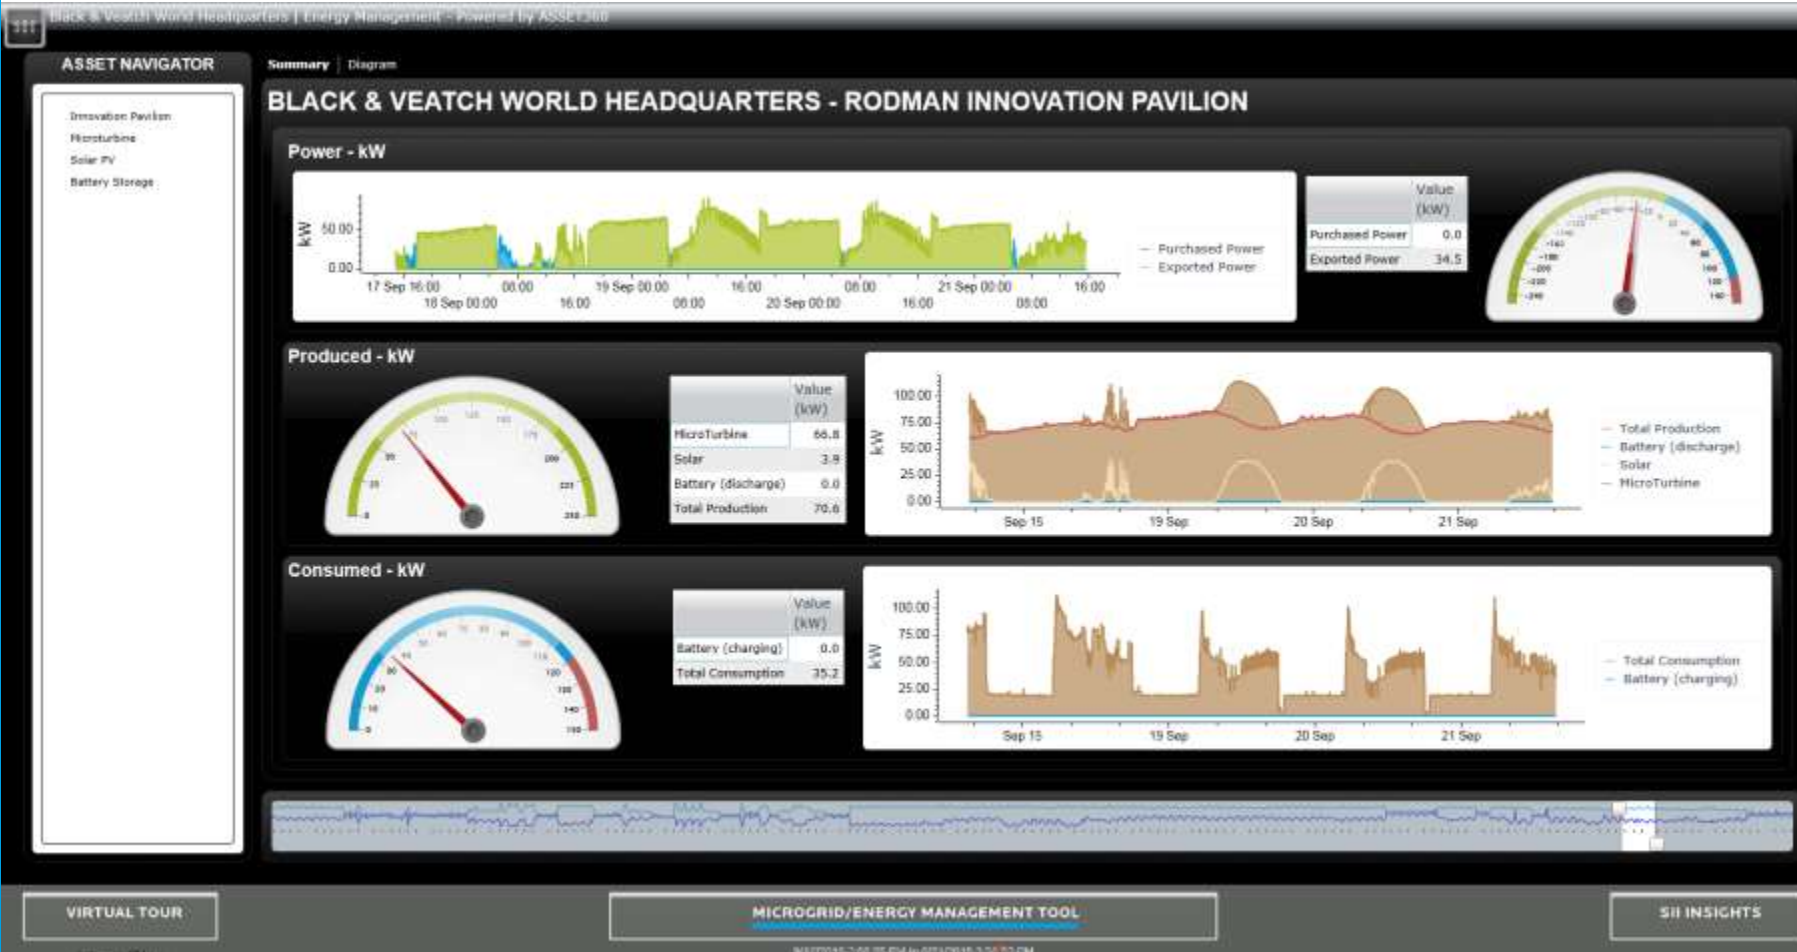 Black & Veatch World Headquarters | Energy Management - Powered by ASSET360
ASSET NAVIGATOR
Innovation Pavilion
Microturbine
Solar PV
Battery Storage
Summary | Diagram
BLACK & VEATCH WORLD HEADQUARTERS - RODMAN INNOVATION PAVILION
Power - kW
kW
50.00
0.00
17 Sep 16:00 08:00 19 Sep 00:00 16:00 08:00 21 Sep 00:00 16:00
18 Sep 00:00 16:00 08:00 20 Sep 00:00 16:00 08:00
Purchased Power
Exported Power
Value
(kW)
Purchased Power 0.0
Exported Power 34.5
Produced - kW
Value
(kW)
MicroTurbine 66.8
Solar 3.9
Battery (discharge) 0.0
Total Production 70.6
kW
100.00
75.00
50.00
25.00
0.00
Sep 15 19 Sep 20 Sep 21 Sep
Total Production
Battery (discharge)
Solar
MicroTurbine
Consumed - kW
Value
(kW)
Battery (charging) 0.0
Total Consumption 35.2
kW
100.00
75.00
50.00
25.00
0.00
Sep 15 19 Sep 20 Sep 21 Sep
Total Consumption
Battery (charging)
VIRTUAL TOUR
MICROGRID/ENERGY MANAGEMENT TOOL
SII INSIGHTS